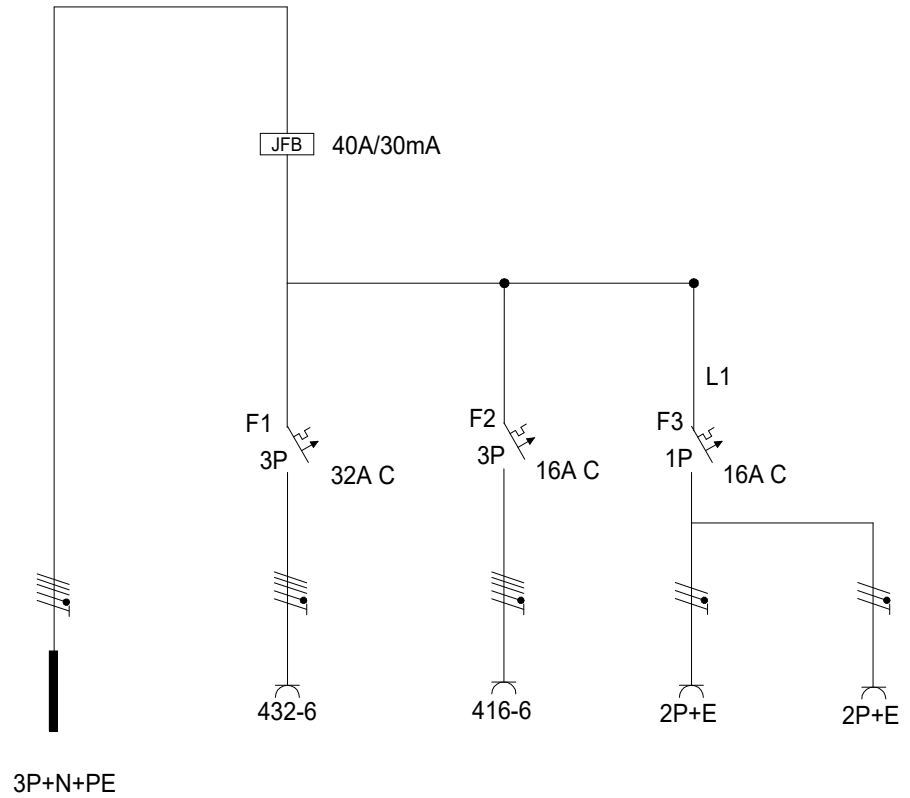 JFB 40A/30mA
L1
F1 F2 F3
3P 3P 1P
32A C 16A C 16A C
432-6 416-6 2P+E 2P+E
3P+N+PE